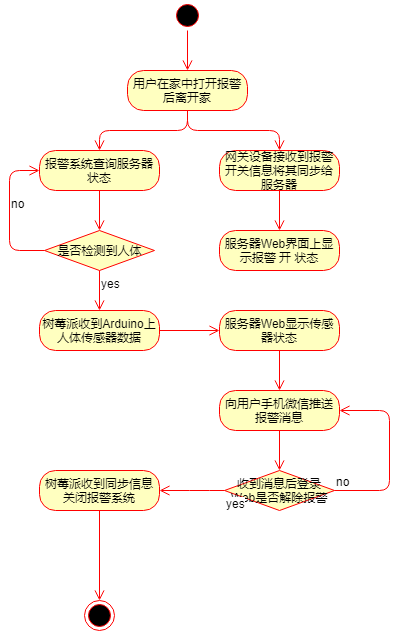 用户在家中打开报警
后离开家
报警系统查询服务器
状态
网关设备接收到报警
开关信息将其同步给
服务器
no
是否检测到人体
服务器Web界面上显
示报警 开 状态
yes
树莓派收到Arduino上
人体传感器数据
服务器Web显示传感
器状态
向用户手机微信推送
报警消息
树莓派收到同步信息
关闭报警系统
收到消息后登录
Web是否解除报警
no
yes